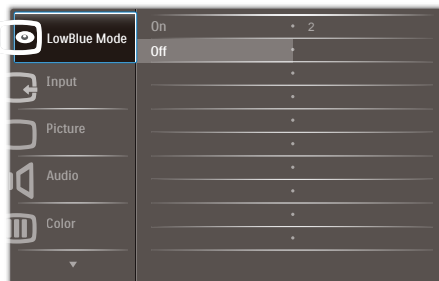 LowBlue Mode
On • 2
Off •
Input
Picture
Audio
Color